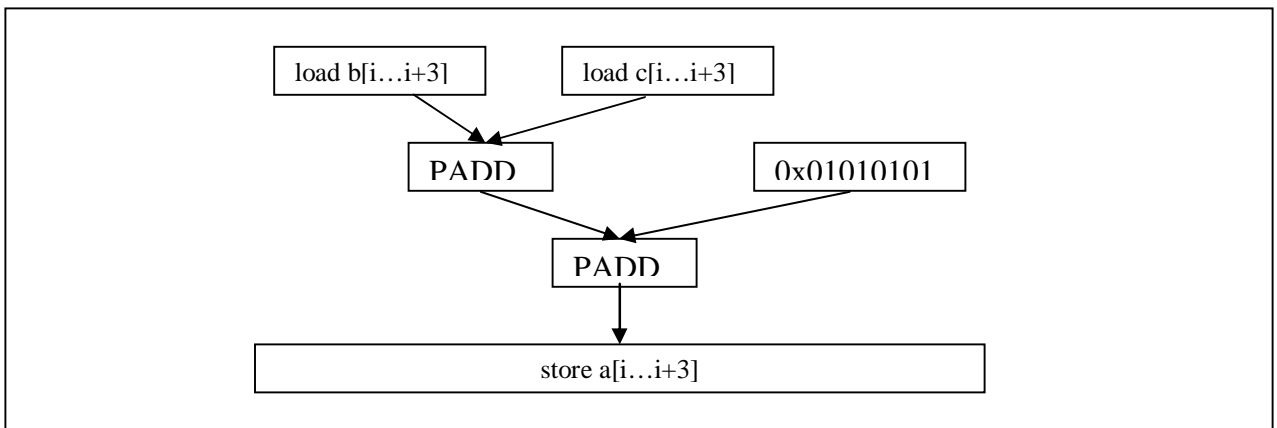 load b[i…i+3]
load c[i…i+3]
PADD
0x01010101
PADD
store a[i…i+3]